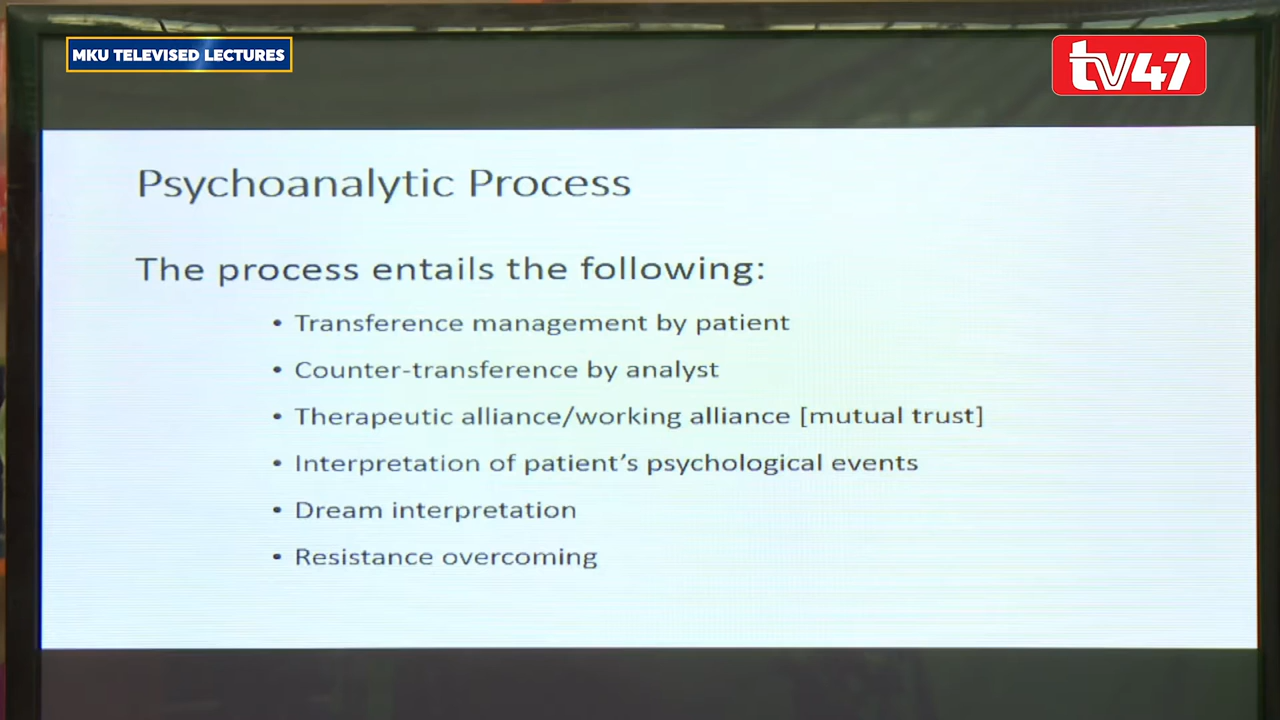 MKU TELEVISED LECTURES
tv47
Psychoanalytic Process
The process entails the following:
• Transference management by patient
• Counter-transference by analyst
• Therapeutic alliance/working alliance [mutual trust]
• Interpretation of patient's psychological events
• Dream interpretation
• Resistance overcoming